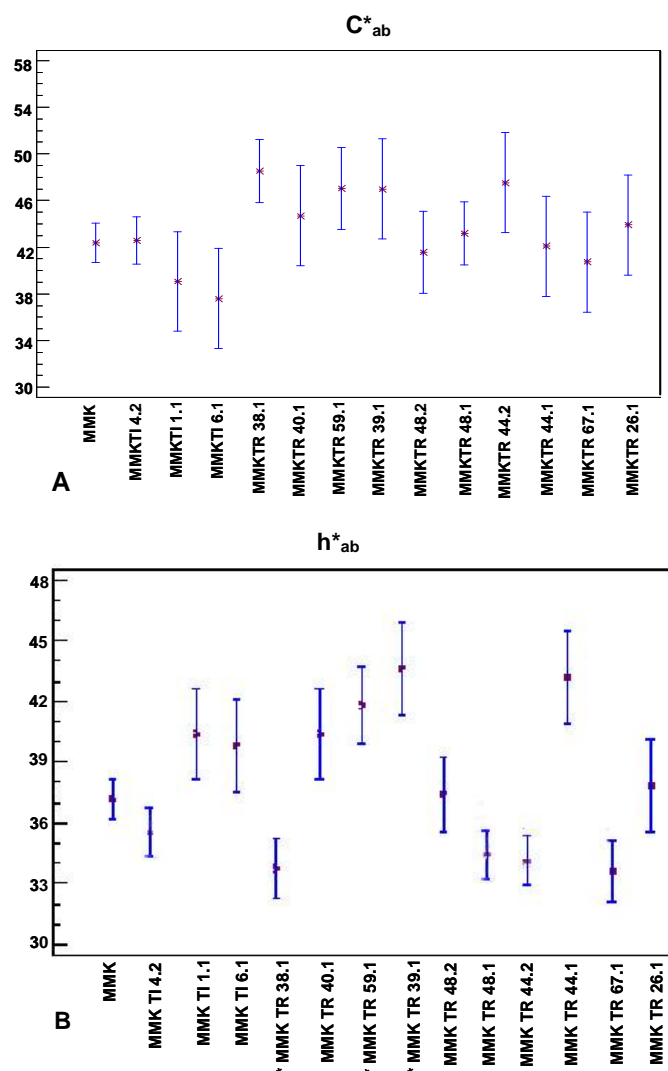 C*ab
58
54
50
46
42
38
34
30
MMK
MMKTI 4.2
MMKTI 1.1
MMKTI 6.1
MMKTR 38.1
MMKTR 40.1
MMKTR 59.1
MMKTR 39.1
MMKTR 48.2
MMKTR 48.1
MMKTR 44.2
MMKTR 44.1
MMKTR 67.1
MMKTR 26.1
A
h*ab
48
45
42
39
36
33
30
MMK
MMK TI 4.2
MMK TI 1.1
MMK TI 6.1
* MMK TR 38.1
MMK TR 40.1
* MMK TR 59.1
* MMK TR 39.1
MMK TR 48.2
MMK TR 48.1
MMK TR 44.2
MMK TR 44.1
MMK TR 67.1
MMK TR 26.1
B